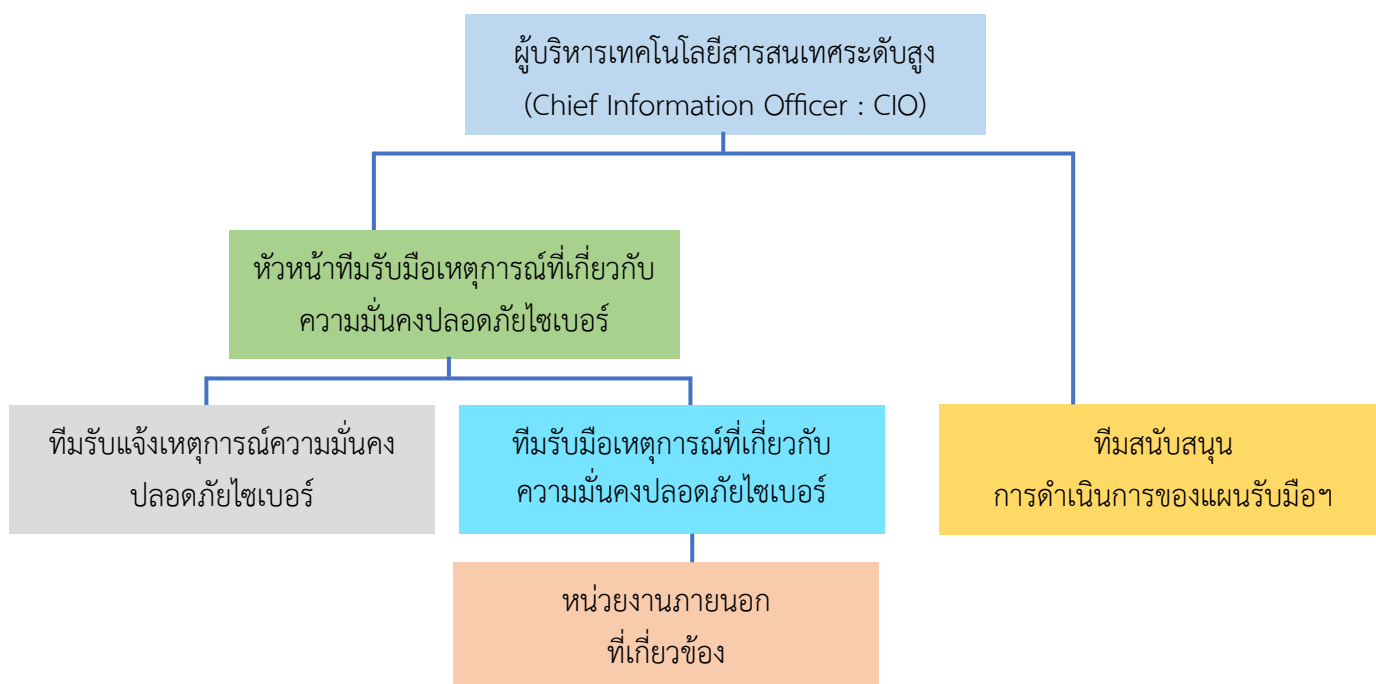 ผู้บริหารเทคโนโลยีสารสนเทศระดับสูง
(Chief Information Officer : CIO)
หัวหน้าทีมรับมือเหตุการณ์ที่เกี่ยวกับ
ความมั่นคงปลอดภัยไซเบอร์
ทีมรับแจ้งเหตุการณ์ความมั่นคง
ปลอดภัยไซเบอร์
ทีมรับมือเหตุการณ์ที่เกี่ยวกับ
ความมั่นคงปลอดภัยไซเบอร์
ทีมสนับสนุน
การดำเนินการของแผนรับมือฯ
หน่วยงานภายนอก
ที่เกี่ยวข้อง